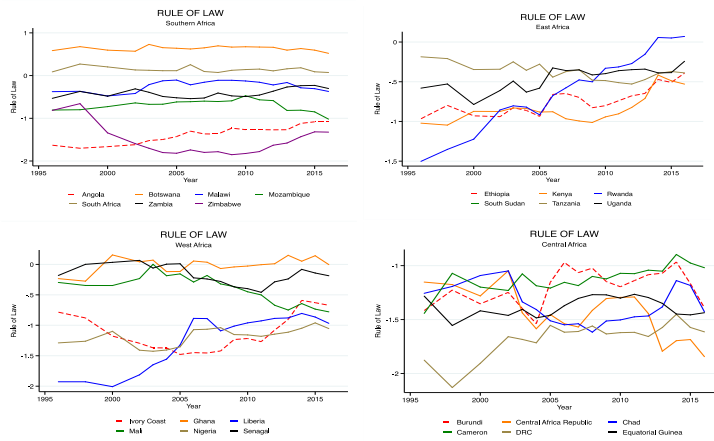 RULE OF LAW
Southern Africa
Rule of Law
1
0
-1
-2
1995
2000
2005
2010
2015
Year
Angola
Botswana
Malawi
Mozambique
South Africa
Zambia
Zimbabwe
RULE OF LAW
East Africa
Rule of Law
0
-.5
-1
-1.5
1995
2000
2005
2010
2015
Year
Ethiopia
Kenya
Rwanda
South Sudan
Tanzania
Uganda
RULE OF LAW
West Africa
Rule of Law
0
-.5
-1
-1.5
-2
1995
2000
2005
2010
2015
Year
Ivory Coast
Ghana
Liberia
Mali
Nigeria
Senagal
RULE OF LAW
Central Africa
Rule of Law
-1
-1.5
-2
1995
2000
2005
2010
2015
Year
Burundi
Central Africa Republic
Chad
Cameron
DRC
Equatorial Guinea